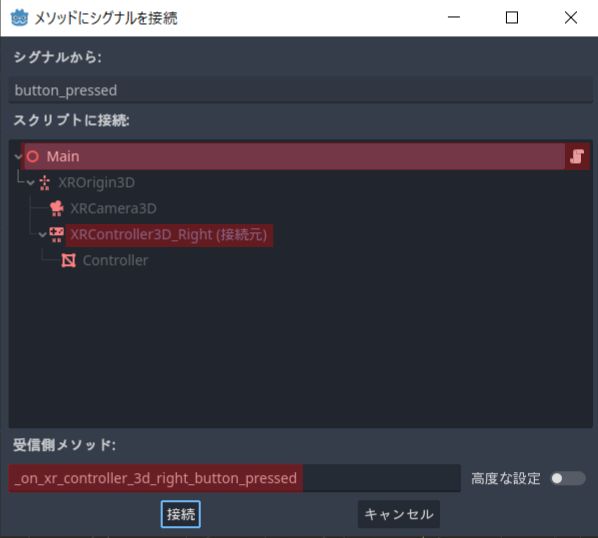 メソッドにシグナルを接続
シグナルから:
button_pressed
スクリプトに接続:
Main
XROrigin3D
XRCamera3D
XRController3D_Right (接続元)
Controller
受信側メソッド:
_on_xr_controller_3d_right_button_pressed
高度な設定
接続
キャンセル